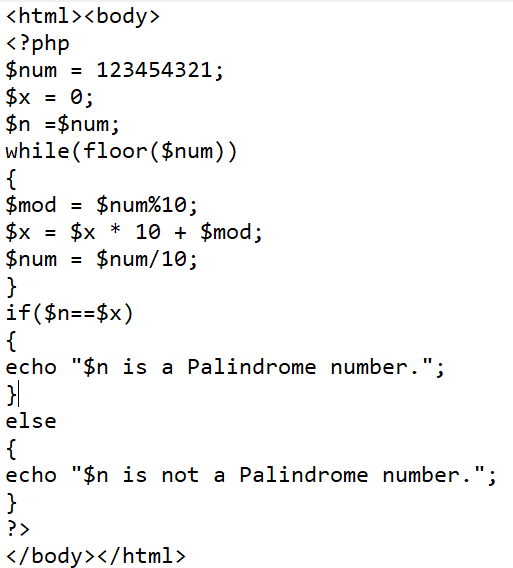 <html><body>
<?php
$num = 123454321;
$x = 0;
$n =$num;
while(floor($num))
{
$mod = $num%10;
$x = $x * 10 + $mod;
$num = $num/10;
}
if($n==$x)
{
echo "$n is a Palindrome number.";
}
else
{
echo "$n is not a Palindrome number.";
}
?>
</body></html>